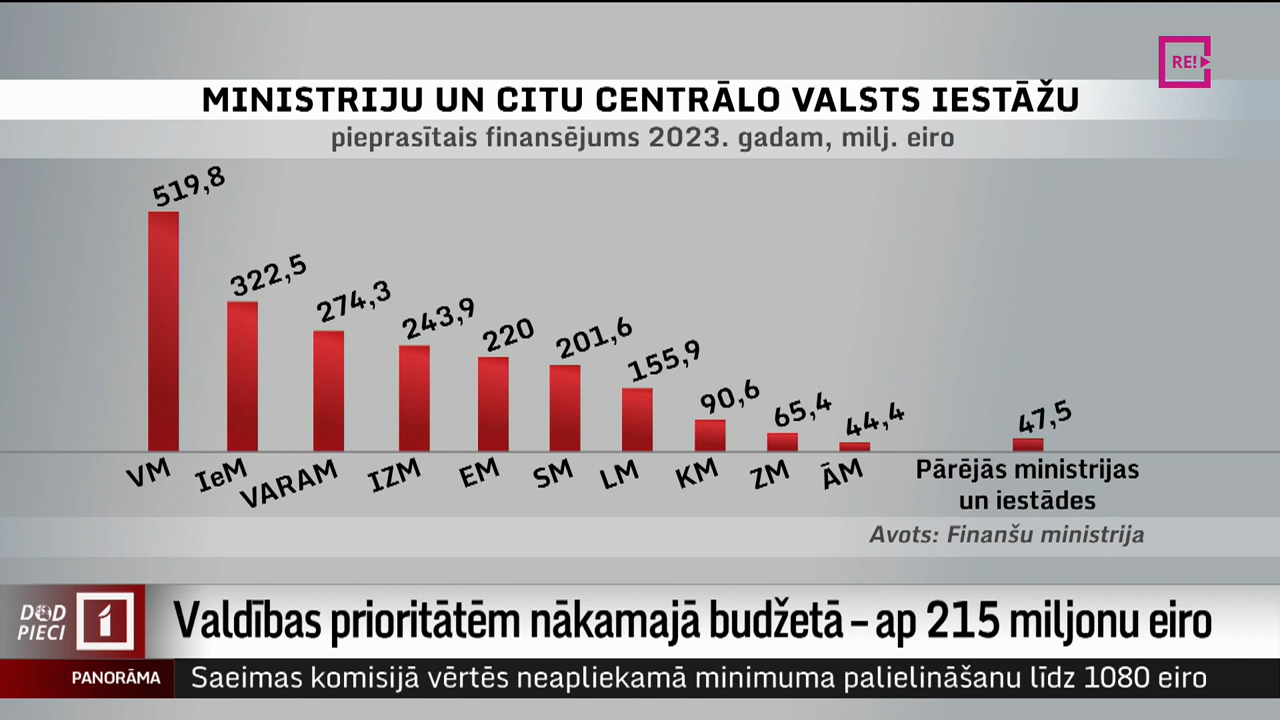 RE!
MINISTRIJU UN CITU CENTRĀLO VALSTS IESTĀŽU
pieprasītais finansējums 2023. gadam, milj. eiro
519,8
322,5
274,3
243,9
220
201,6
155,9
90,6
65,4
44,4
47,5
VM
IeM
VARAM
IZM
EM
SM
LM
KM
ZM
ĀM
Pārējās ministrijas
un iestādes
Avots: Finanšu ministrija
DOD
PIECI
1
Valdības prioritātēm nākamajā budžetā – ap 215 miljonu eiro
PANORĀMA
Saeimas komisijā vērtēs neapliekamā minimuma palielināšanu līdz 1080 eiro